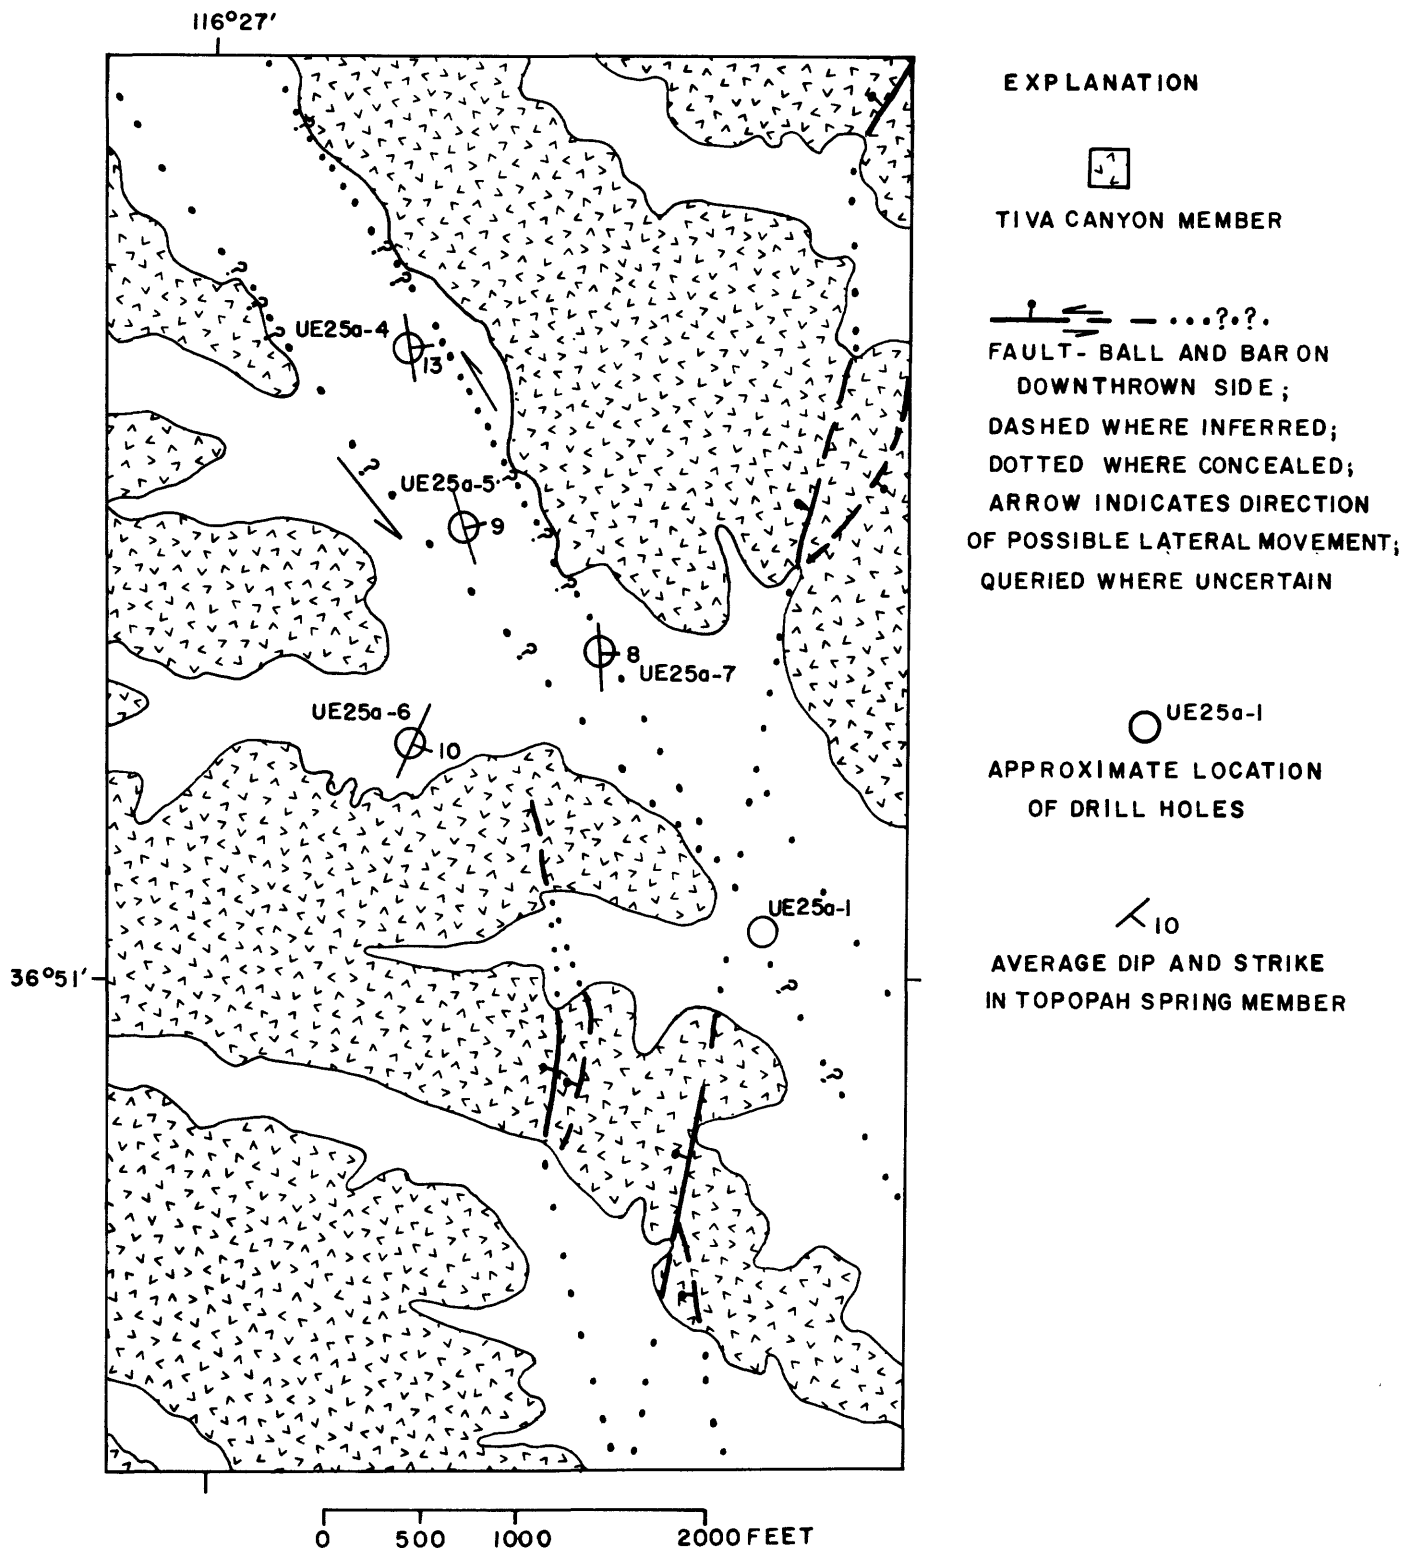 116°27'
EXPLANATION
TIVA CANYON MEMBER
?
...?.?.
FAULT- BALL AND BAR ON
DOWNTHROWN SIDE;
DASHED WHERE INFERRED;
DOTTED WHERE CONCEALED;
ARROW INDICATES DIRECTION
OF POSSIBLE LATERAL MOVEMENT;
QUERIED WHERE UNCERTAIN
UE25a-1
APPROXIMATE LOCATION
OF DRILL HOLES
10
AVERAGE DIP AND STRIKE
IN TOPOPAH SPRING MEMBER
?
?
?
?
?
?
UE25a-4
13
?
UE25a-5
?
9
?
?
?
8
UE25a-7
UE25a-6
10
UE25a-1
36°51'
?
?
0 500 1000 2000 FEET